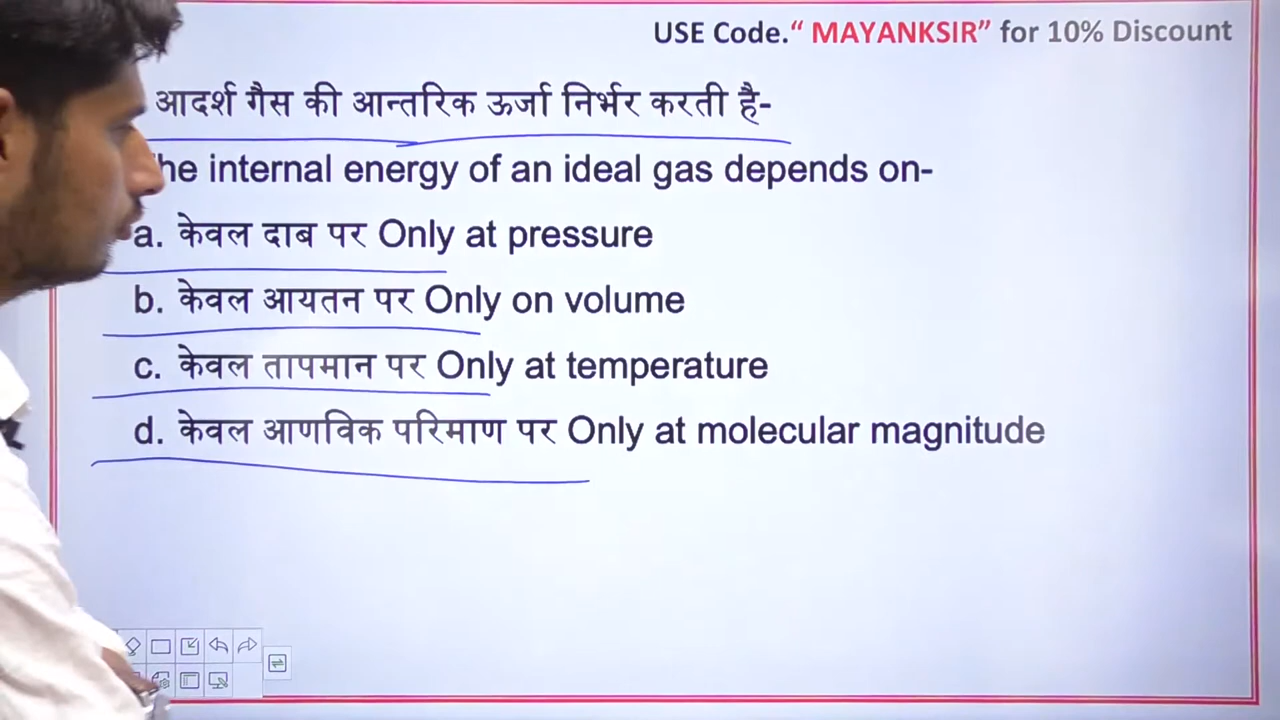 USE Code.“ MAYANKSIR” for 10% Discount
आदर्श गैस की आन्तरिक ऊर्जा निर्भर करती है-
he internal energy of an ideal gas depends on-
a. केवल दाब पर Only at pressure
b. केवल आयतन पर Only on volume
c. केवल तापमान पर Only at temperature
d. केवल आणविक परिमाण पर Only at molecular magnitude